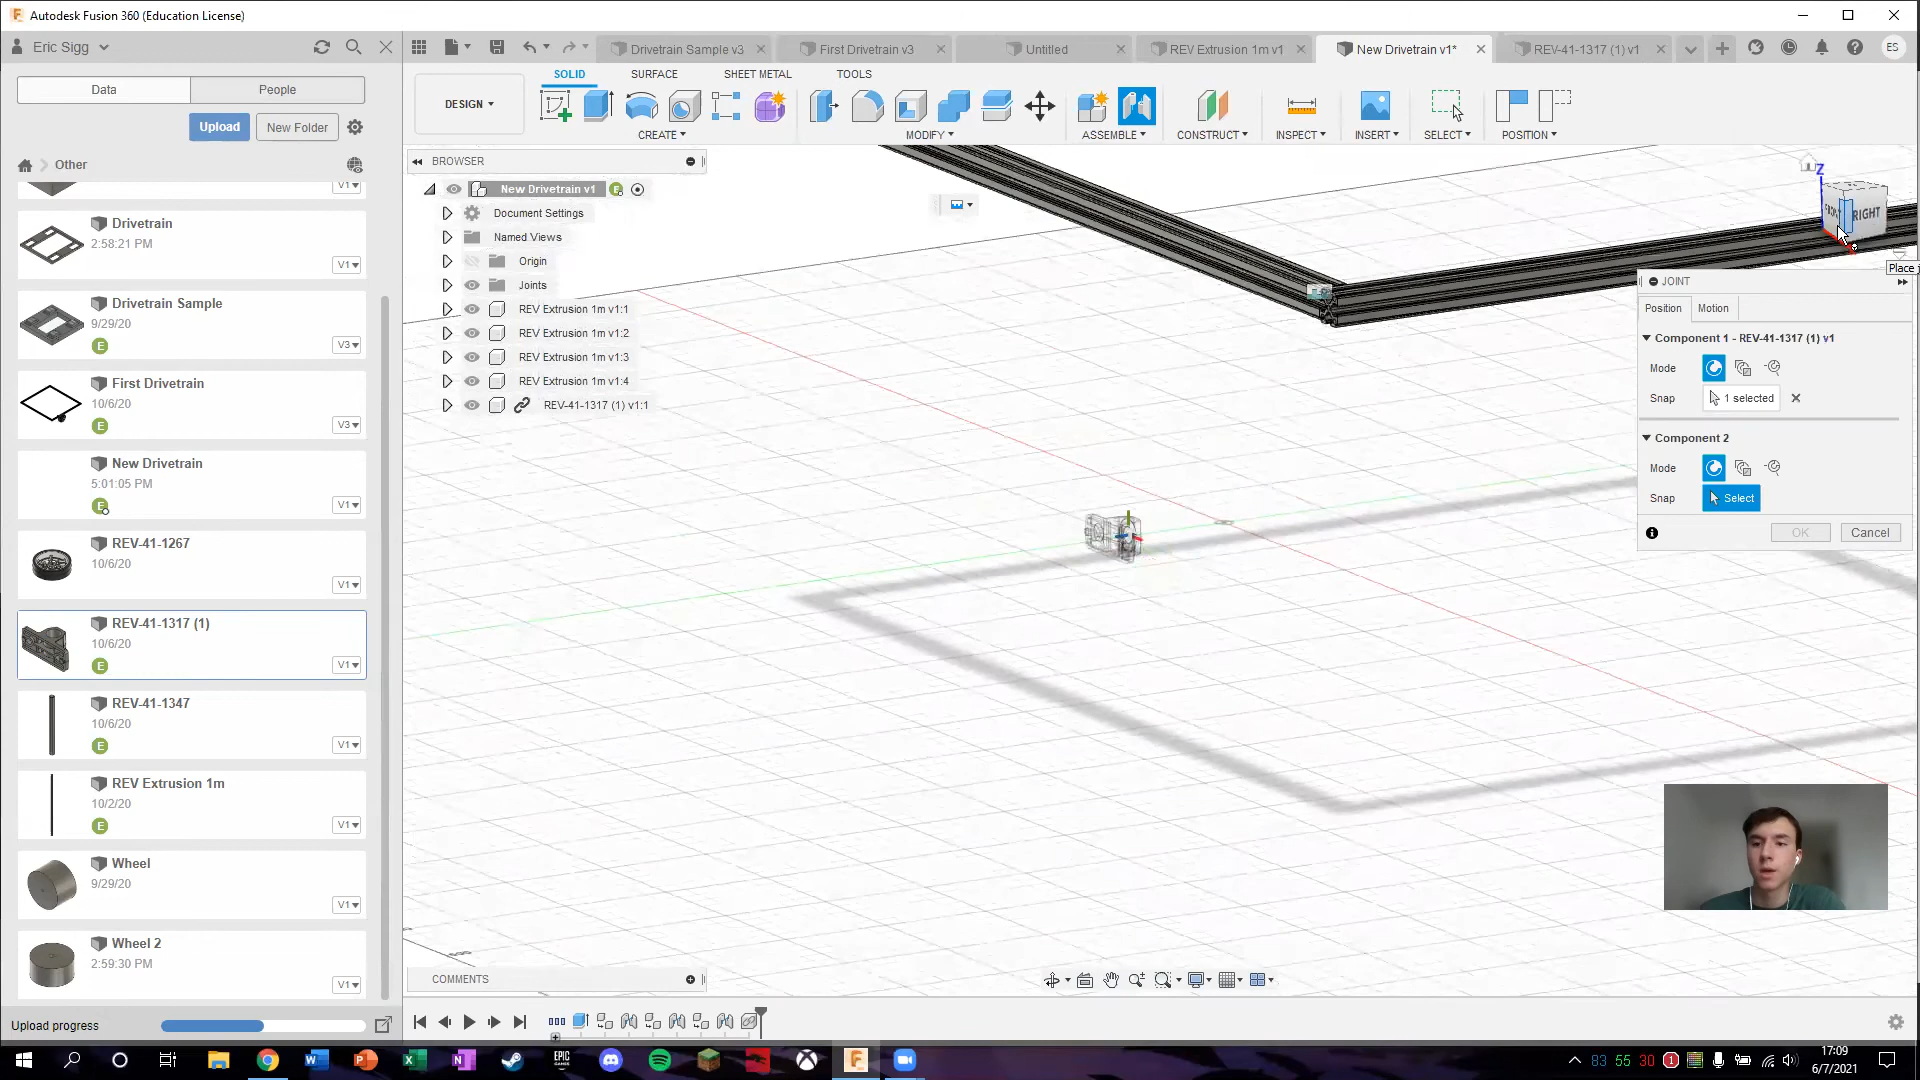 Autodesk Fusion 360 (Education License)
Eric Sigg
Drivetrain Sample v3
First Drivetrain v3
Untitled
REV Extrusion 1m v1
New Drivetrain v1*
REV-41-1317 (1) v1
ES
Data
People
Upload
New Folder
Other
DESIGN
SOLID
SURFACE
SHEET METAL
TOOLS
CREATE
MODIFY
ASSEMBLE
CONSTRUCT
INSPECT
INSERT
SELECT
POSITION
BROWSER
New Drivetrain v1
Document Settings
Named Views
Origin
Joints
REV Extrusion 1m v1:1
REV Extrusion 1m v1:2
REV Extrusion 1m v1:3
REV Extrusion 1m v1:4
REV-41-1317 (1) v1:1
V1
Drivetrain
2:58:21 PM
V1
Drivetrain Sample
9/29/20
E
V3
First Drivetrain
10/6/20
E
V3
New Drivetrain
5:01:05 PM
E
V1
REV-41-1267
10/6/20
V1
REV-41-1317 (1)
10/6/20
E
V1
REV-41-1347
10/6/20
E
V1
REV Extrusion 1m
10/2/20
E
V1
Wheel
9/29/20
V1
Wheel 2
2:59:30 PM
V1
Upload progress
Z
FRONT
RIGHT
Place j
JOINT
Position
Motion
Component 1 - REV-41-1317 (1) v1
Mode
Snap
1 selected
Component 2
Mode
Snap
Select
OK
Cancel
COMMENTS
EPIC
GAMES
83
55
30
1
17:09
6/7/2021